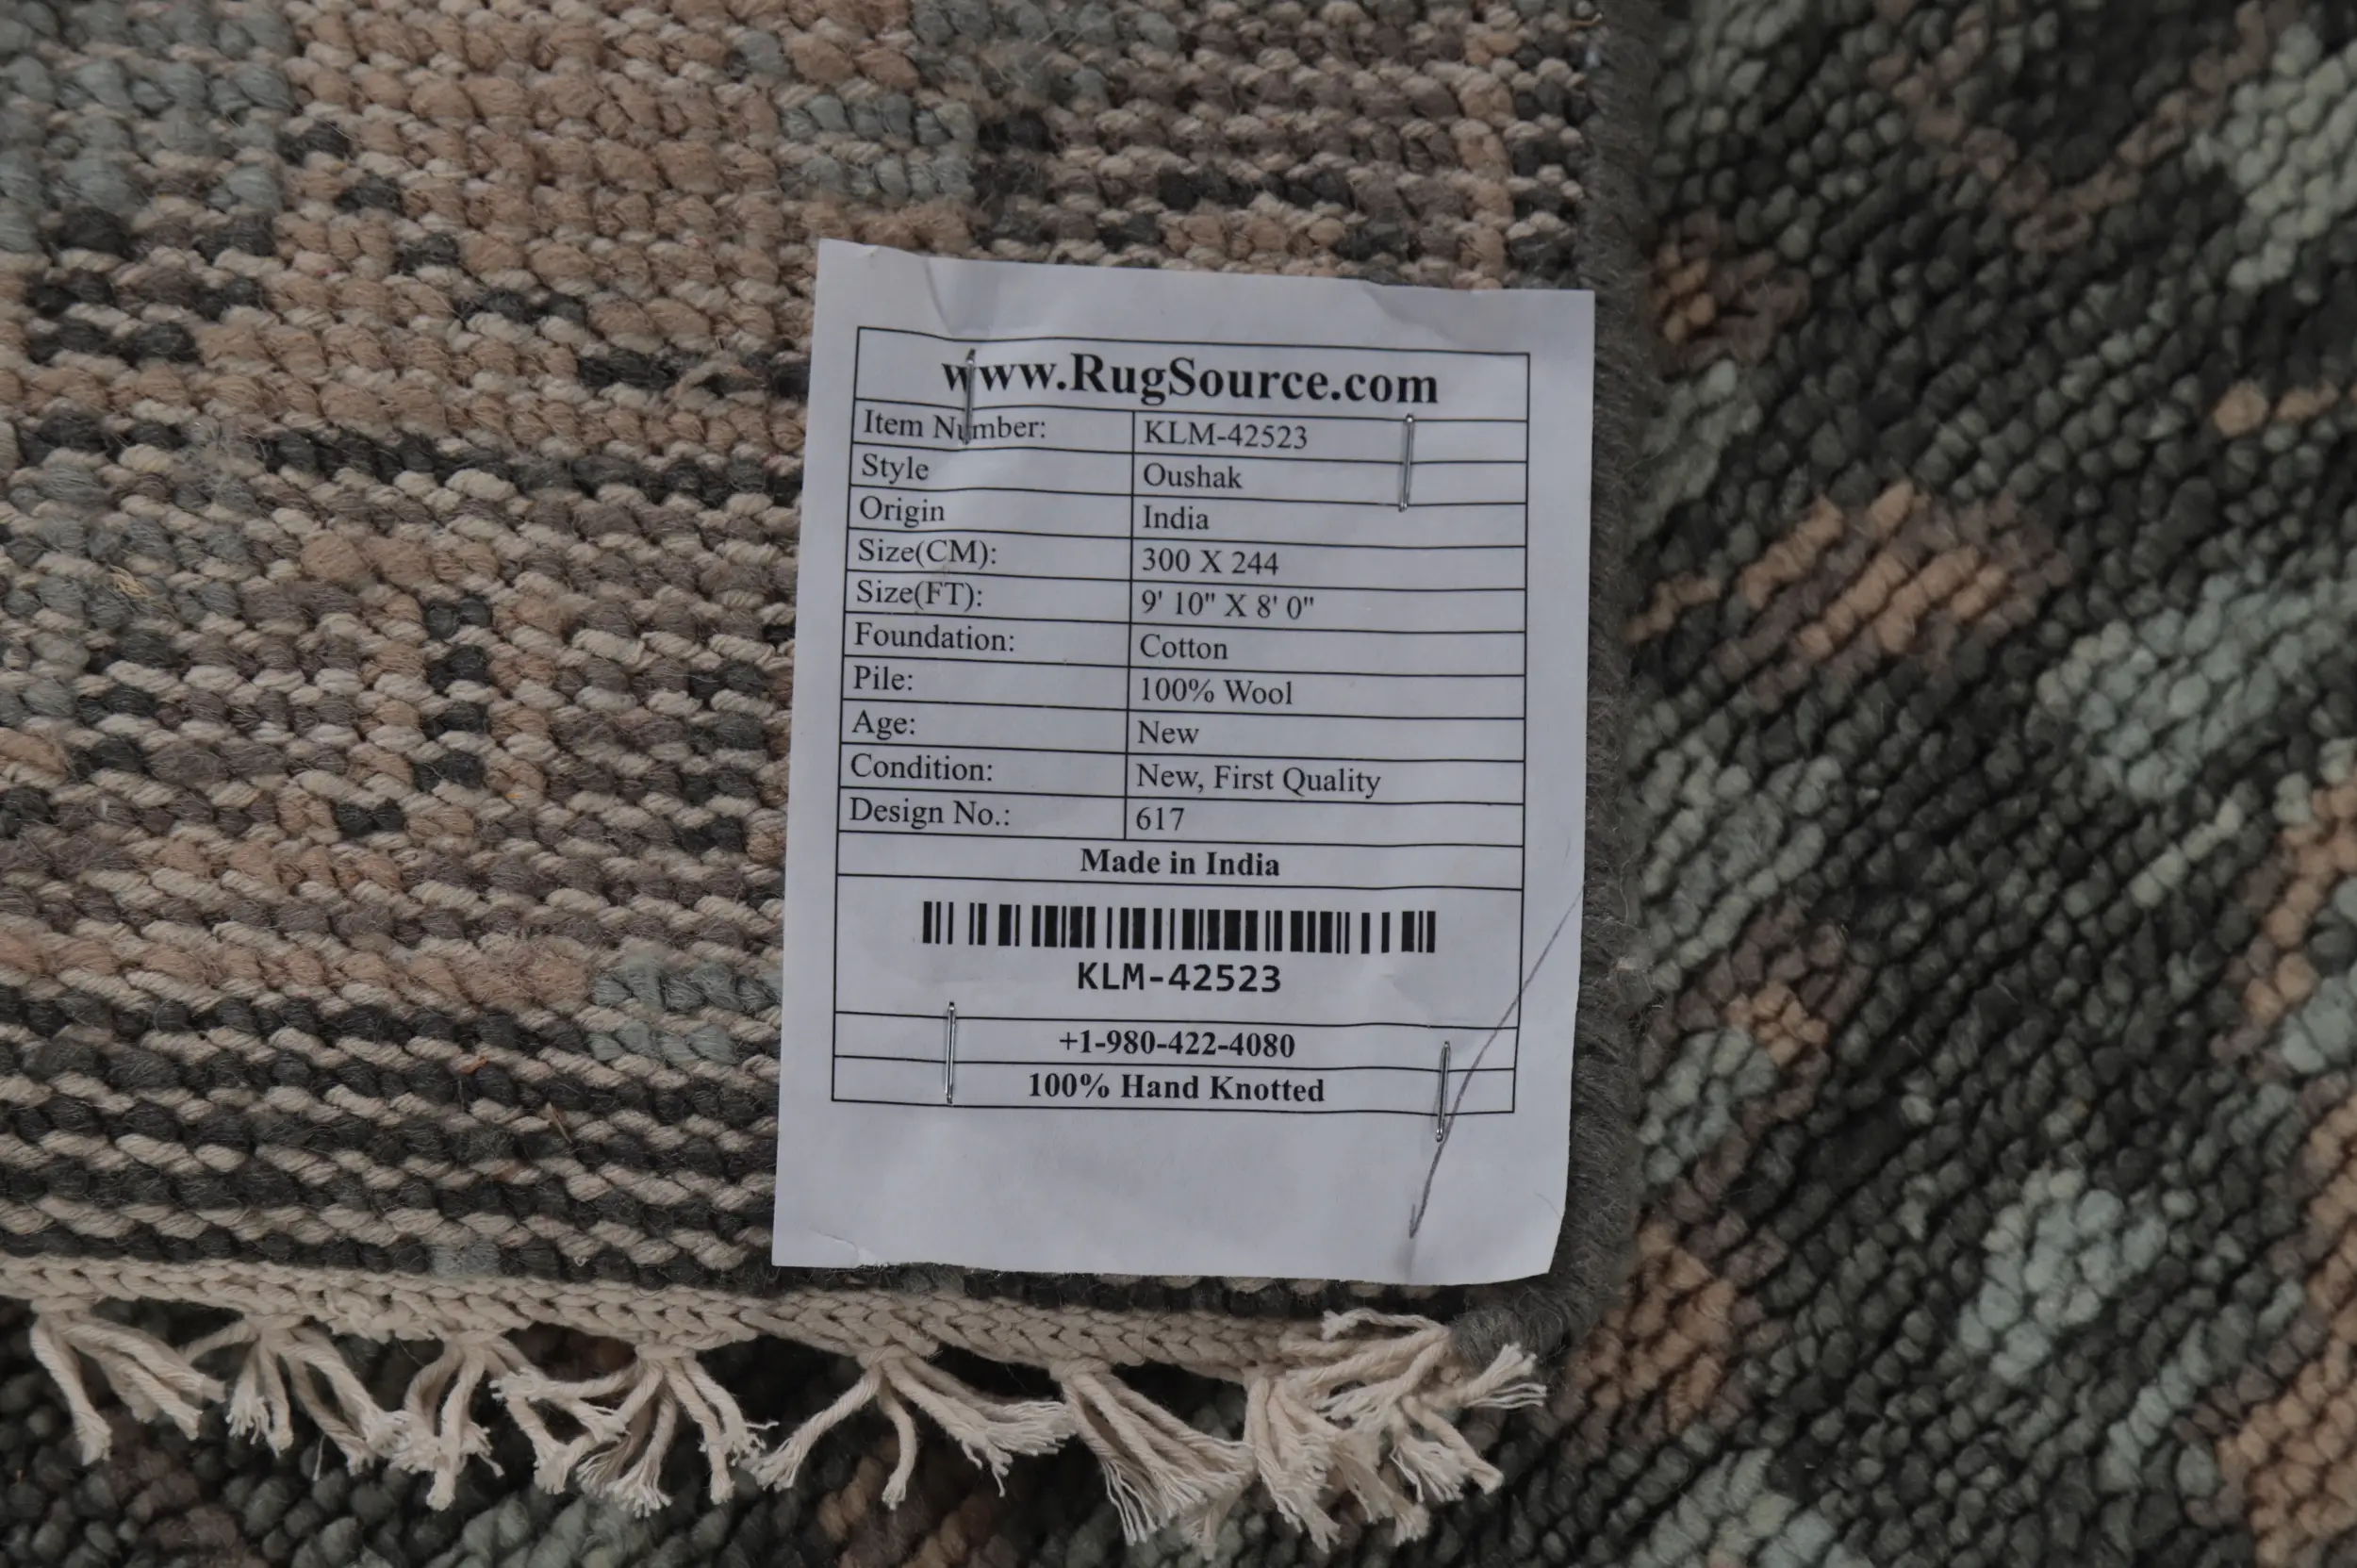 www.RugSource.com
Item Number: KLM-42523
Style Oushak
Origin India
Size(CM): 300 X 244
Size(FT): 9' 10" X 8' 0"
Foundation: Cotton
Pile: 100% Wool
Age: New
Condition: New, First Quality
Design No.: 617
Made in India
KLM-42523
+1-980-422-4080
100% Hand Knotted